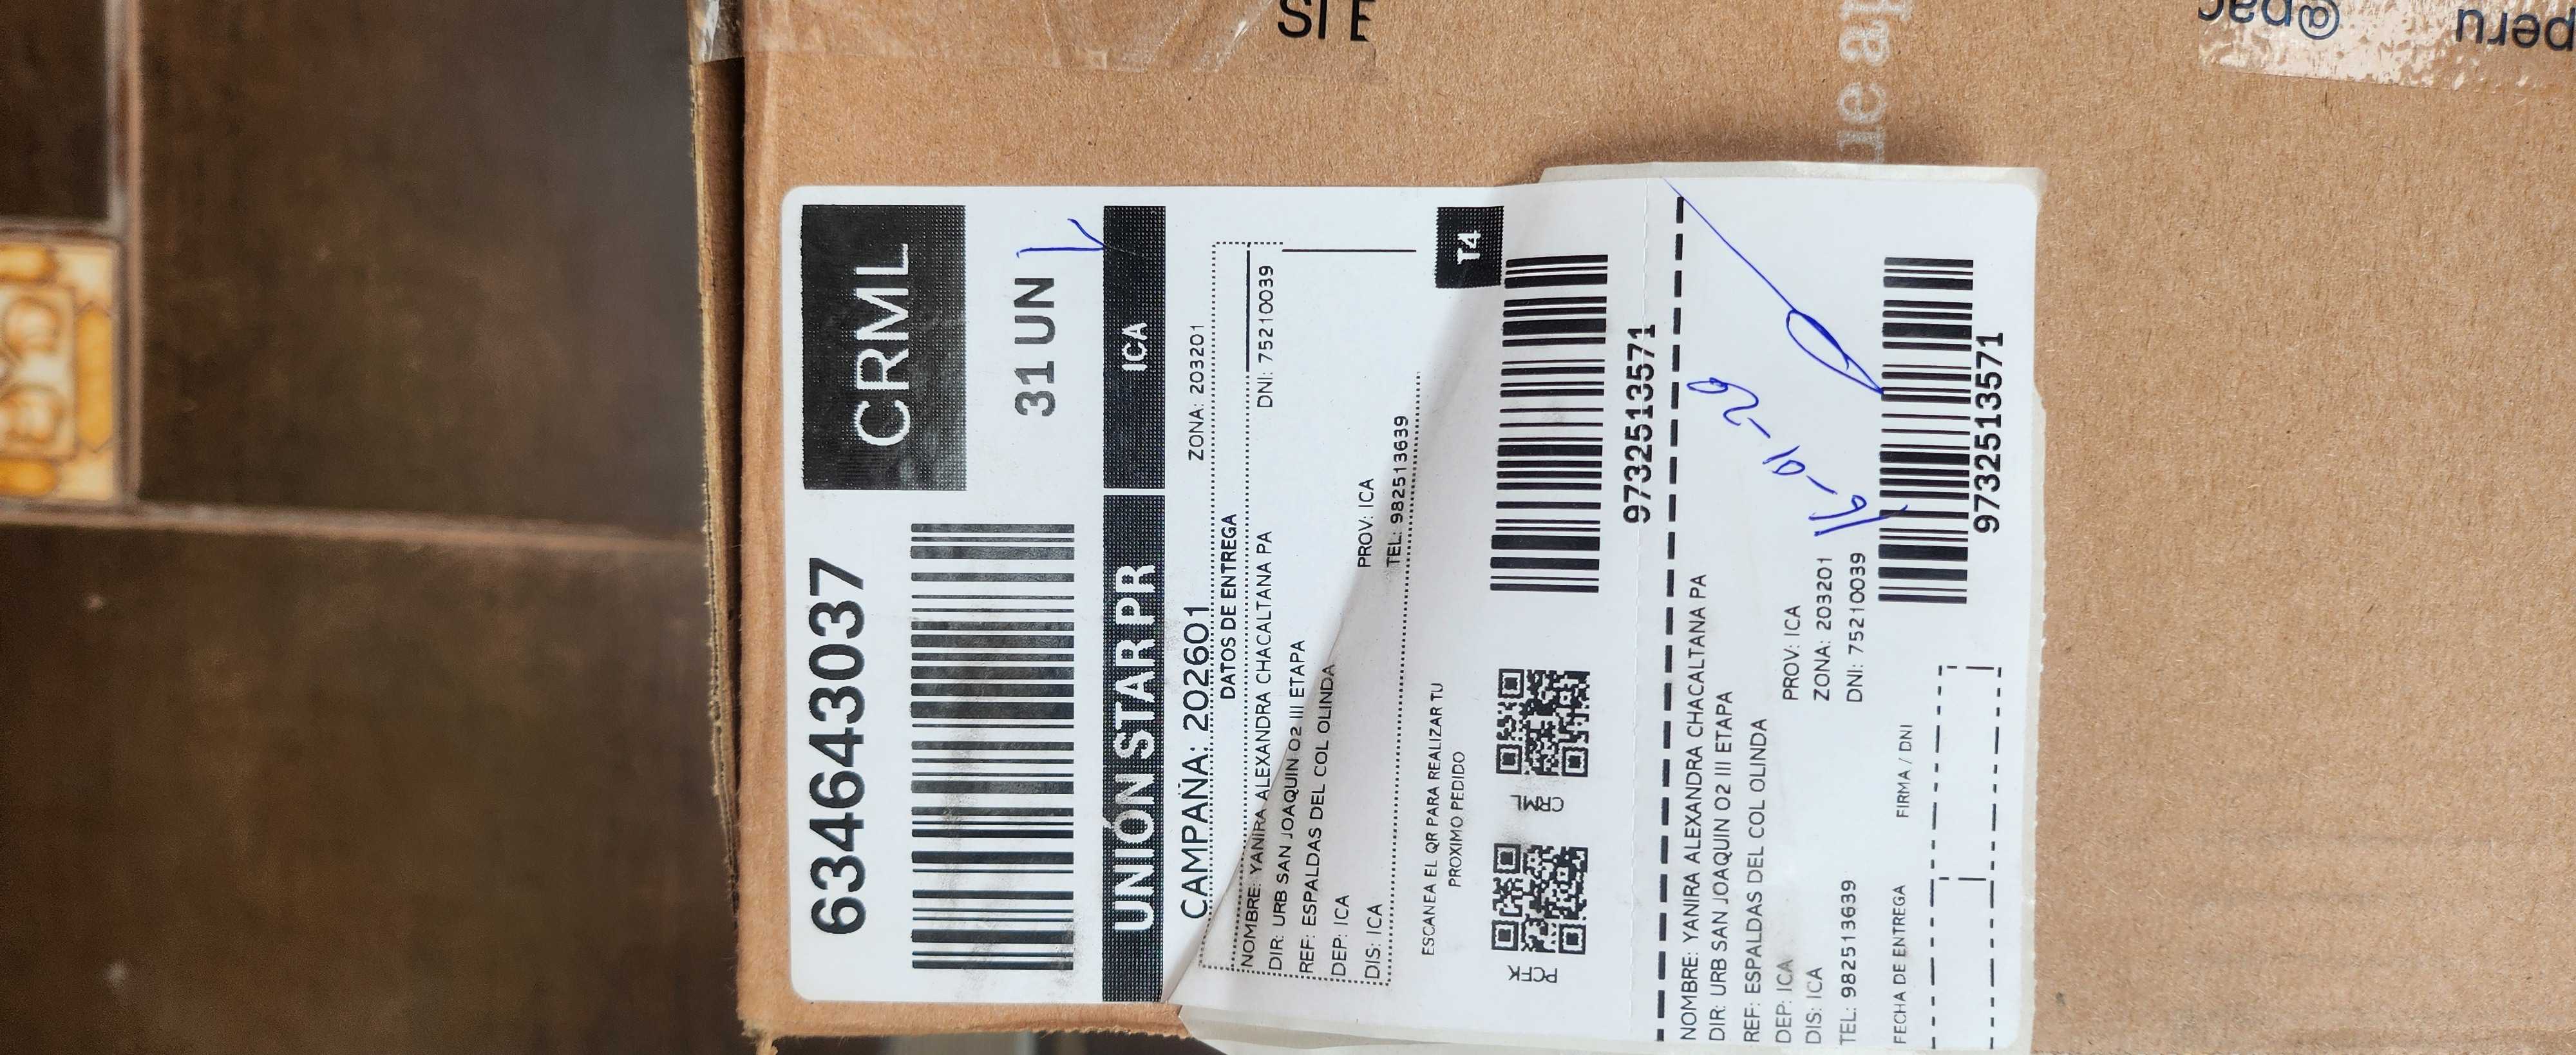 634643037
CRML
31 UN
UNIÓN STAR PR
ICA
CAMPAÑA: 202601
ZONA: 203201
DATOS DE ENTREGA
NOMBRE: YANIRA ALEXANDRA CHACALTANA PA
DNI: 75210039
DIR: URB SAN JOAQUIN O2 III ETAPA
REF: ESPALDAS DEL COL OLINDA
DEP: ICA
PROV: ICA
DIS: ICA
TEL: 982513639
ESCANEA EL QR PARA REALIZAR TU
PROXIMO PEDIDO
T4
PCFK
CRML
9732513571
NOMBRE: YANIRA ALEXANDRA CHACALTANA PA
DIR: URB SAN JOAQUIN O2 III ETAPA
REF: ESPALDAS DEL COL OLINDA
DEP: ICA
PROV: ICA
DIS: ICA
ZONA: 203201
TEL: 982513639
DNI: 75210039
FECHA DE ENTREGA
FIRMA / DNI
9732513571
peru